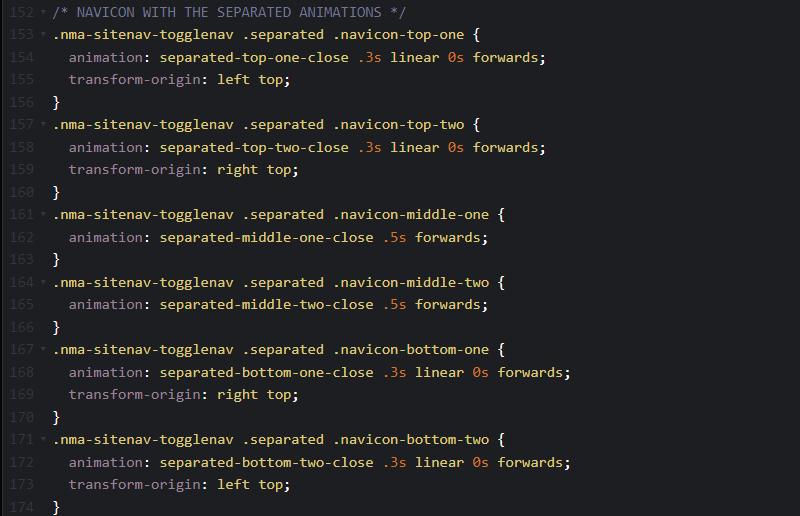 152 /* NAVICON WITH THE SEPARATED ANIMATIONS */
153 .nma-sitenav-togglenav .separated .navicon-top-one {
154 animation: separated-top-one-close .3s linear 0s forwards;
155 transform-origin: left top;
156 }
157 .nma-sitenav-togglenav .separated .navicon-top-two {
158 animation: separated-top-two-close .3s linear 0s forwards;
159 transform-origin: right top;
160 }
161 .nma-sitenav-togglenav .separated .navicon-middle-one {
162 animation: separated-middle-one-close .5s forwards;
163 }
164 .nma-sitenav-togglenav .separated .navicon-middle-two {
165 animation: separated-middle-two-close .5s forwards;
166 }
167 .nma-sitenav-togglenav .separated .navicon-bottom-one {
168 animation: separated-bottom-one-close .3s linear 0s forwards;
169 transform-origin: right top;
170 }
171 .nma-sitenav-togglenav .separated .navicon-bottom-two {
172 animation: separated-bottom-two-close .3s linear 0s forwards;
173 transform-origin: left top;
174 }